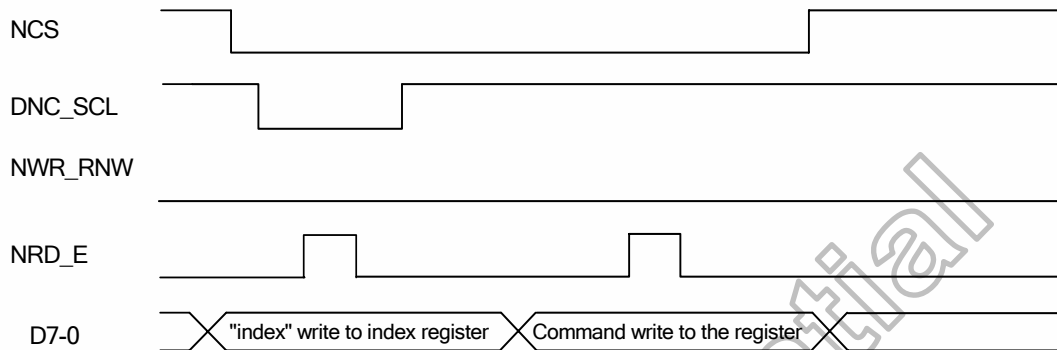 NCS
DNC_SCL
NWR_RNW
NRD_E
D7-0
"index" write to index register
Command write to the register